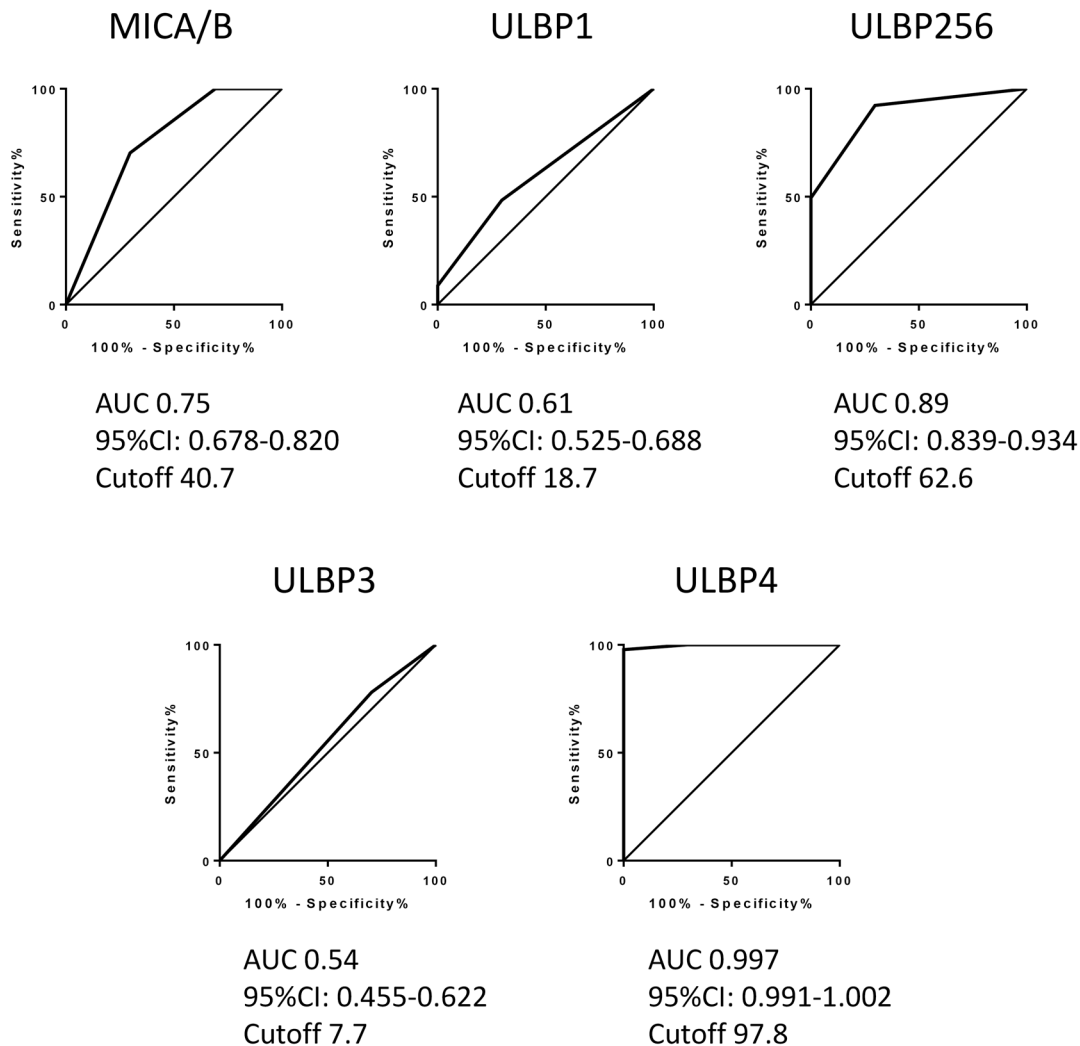 MICA/B
ULBP1
ULBP256
100
50
0
Sensitivity%
0
50
100
100% - Specificity%
100
50
0
Sensitivity%
0
50
100
100% - Specificity%
100
50
0
Sensitivity%
0
50
100
100% - Specificity%
AUC 0.75
95%CI: 0.678-0.820
Cutoff 40.7
AUC 0.61
95%CI: 0.525-0.688
Cutoff 18.7
AUC 0.89
95%CI: 0.839-0.934
Cutoff 62.6
ULBP3
ULBP4
100
50
0
Sensitivity%
0
50
100
100% - Specificity%
100
50
0
Sensitivity%
0
50
100
100% - Specificity%
AUC 0.54
95%CI: 0.455-0.622
Cutoff 7.7
AUC 0.997
95%CI: 0.991-1.002
Cutoff 97.8